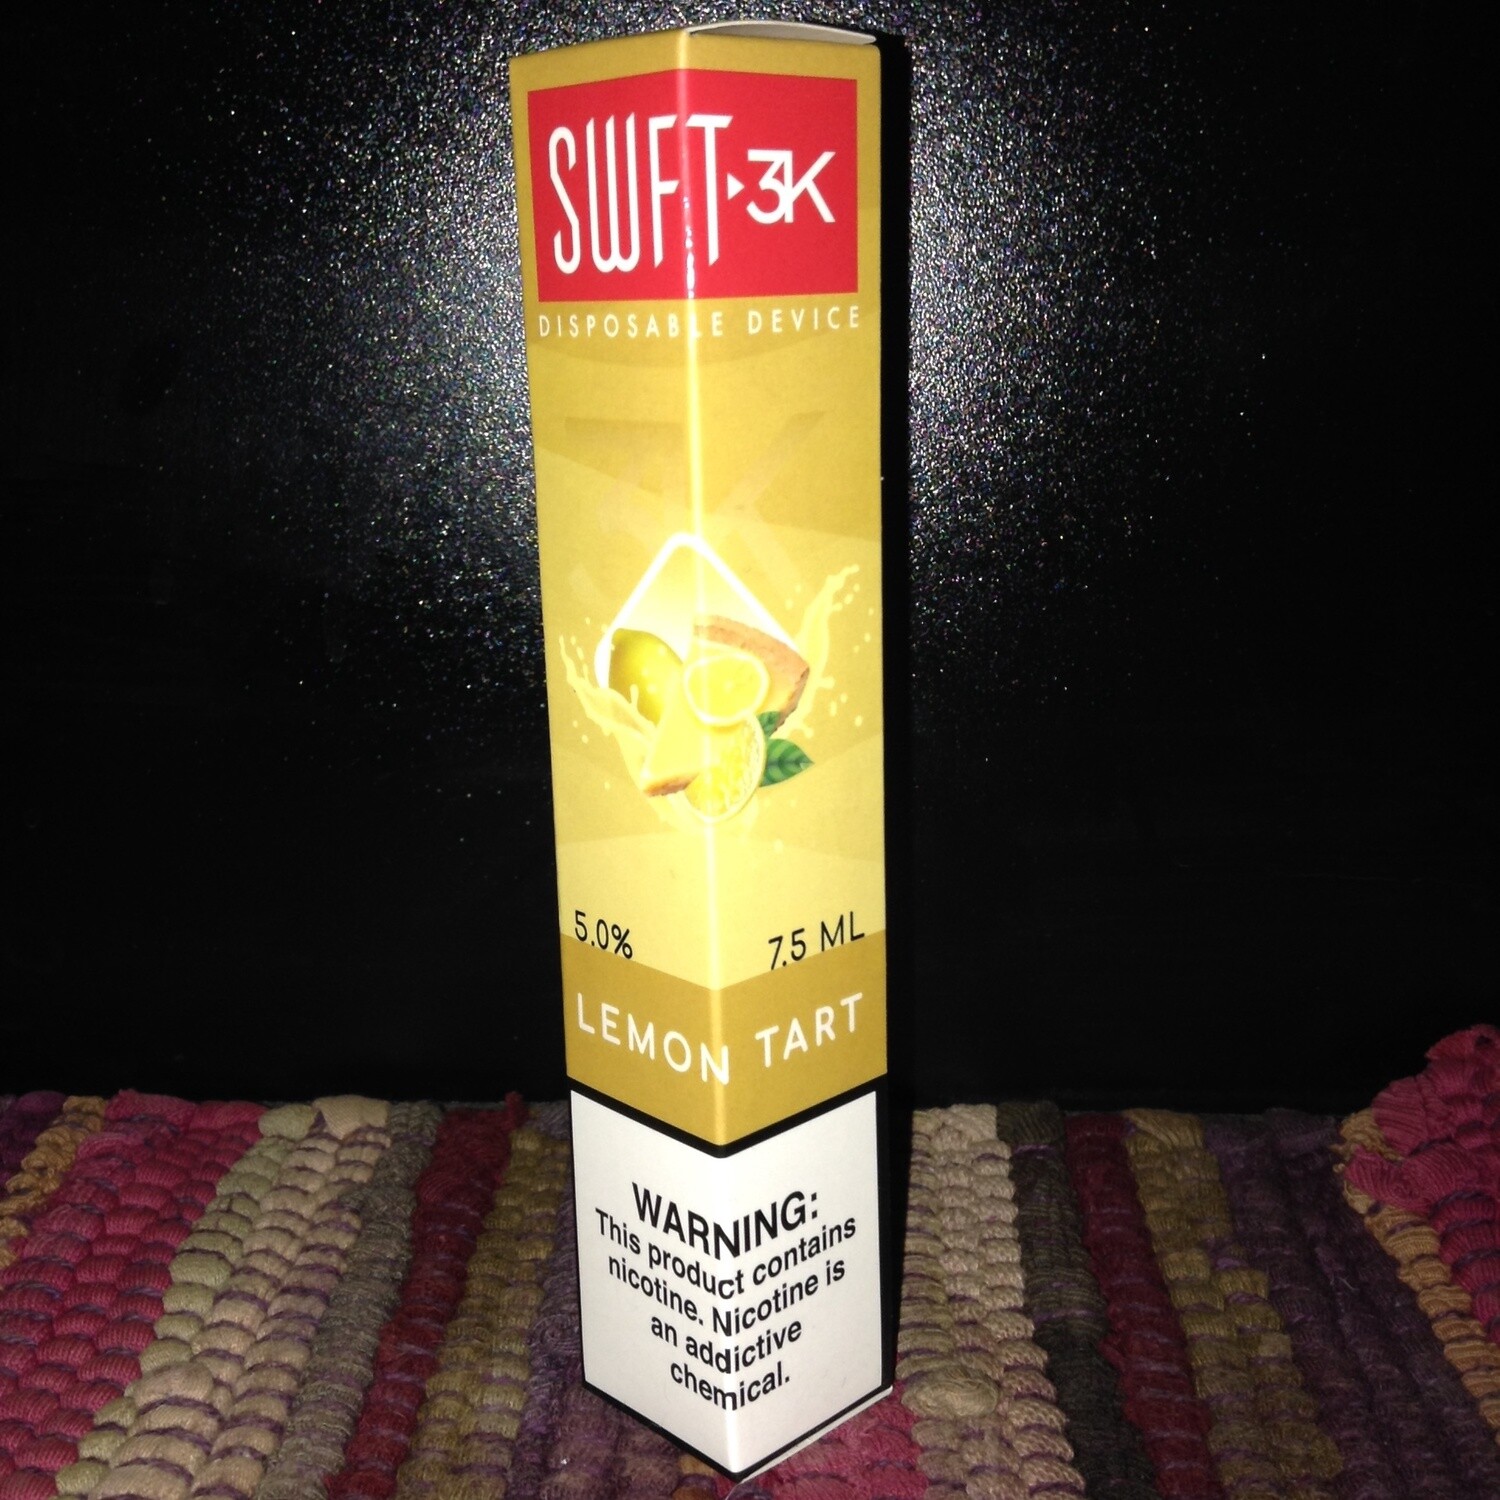 SWFT▸3K
DISPOSABLE DEVICE
5.0%
7.5 ML
LEMON TART
WARNING:
This product contains
nicotine. Nicotine is
an addictive
chemical.